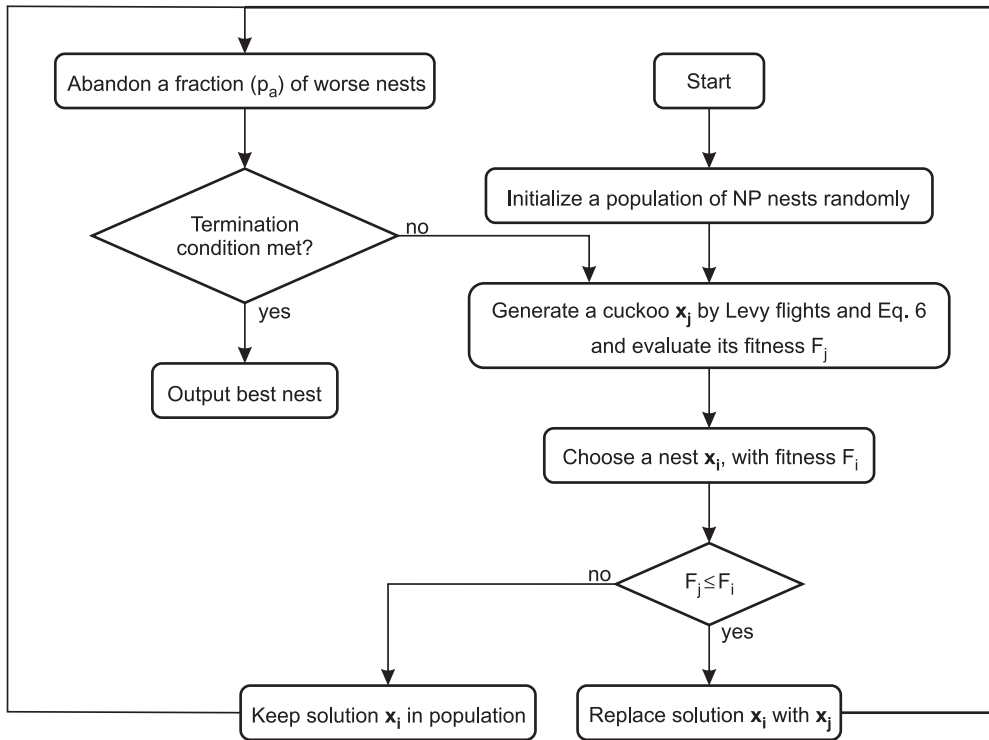 Abandon a fraction (pₐ) of worse nests
Start
Initialize a population of NP nests randomly
Termination
condition met?
no
yes
Generate a cuckoo xⱼ by Levy flights and Eq. 6
and evaluate its fitness Fⱼ
Output best nest
Choose a nest xᵢ, with fitness Fᵢ
no
Fⱼ≤Fᵢ
yes
Keep solution xᵢ in population
Replace solution xᵢ with xⱼ